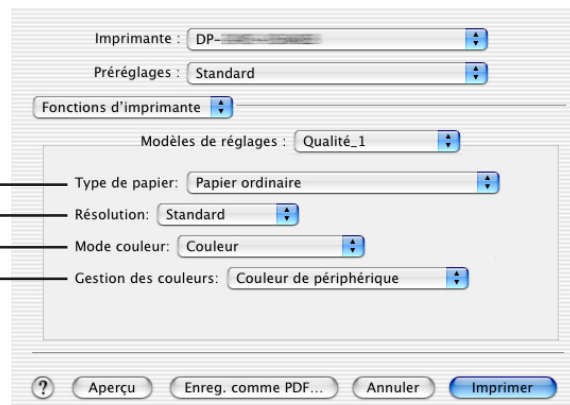 Imprimante : DP-
Préréglages : Standard
Fonctions d'imprimante
Modèles de réglages : Qualité_1
Type de papier: Papier ordinaire
Résolution: Standard
Mode couleur: Couleur
Gestion des couleurs: Couleur de périphérique
? Aperçu Enreg. comme PDF... Annuler Imprimer